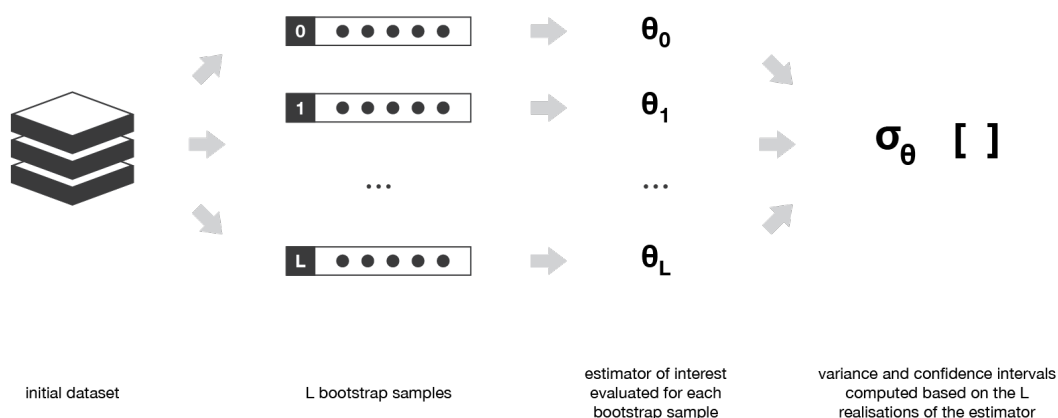 0
θ0
1
θ1
σθ [ ]
...
...
L
θL
initial dataset
L bootstrap samples
estimator of interest
evaluated for each
bootstrap sample
variance and confidence intervals
computed based on the L
realisations of the estimator